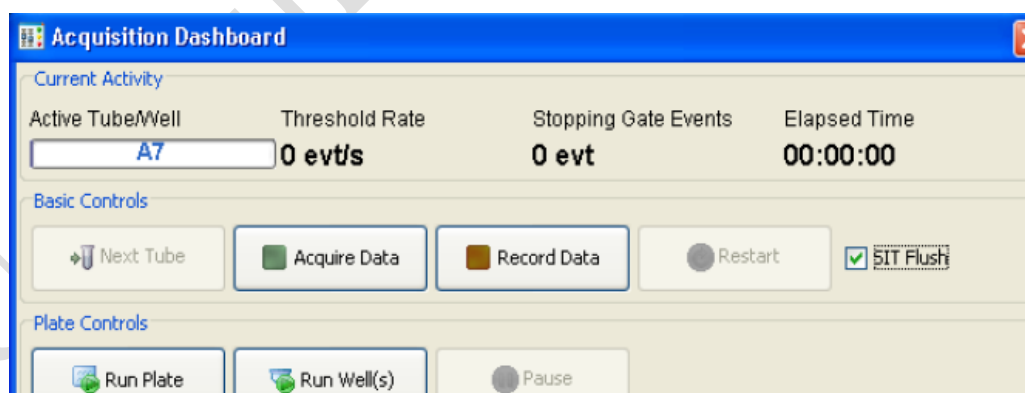 Acquisition Dashboard
Current Activity
Active Tube/Well Threshold Rate Stopping Gate Events Elapsed Time
A7 0 evt/s 0 evt 00:00:00
Basic Controls
Next Tube Acquire Data Record Data Restart SIT Flush
Plate Controls
Run Plate Run Well(s) Pause